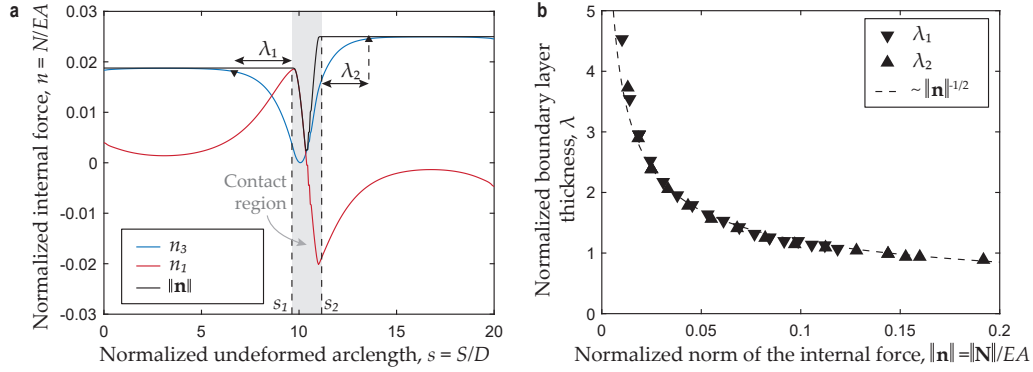 a
Normalized internal force, n = N/EA
0.03
0.02
0.01
0
-0.01
-0.02
-0.03
λ1
λ2
Contact
region
n3
n1
‖n‖
s1
s2
0
5
10
15
20
Normalized undeformed arclength, s = S/D
b
Normalized boundary layer
thickness, λ
5
4
3
2
1
0
λ1
λ2
~ ‖n‖-1/2
0
0.05
0.1
0.15
0.2
Normalized norm of the internal force, ‖n‖ =‖N‖/EA